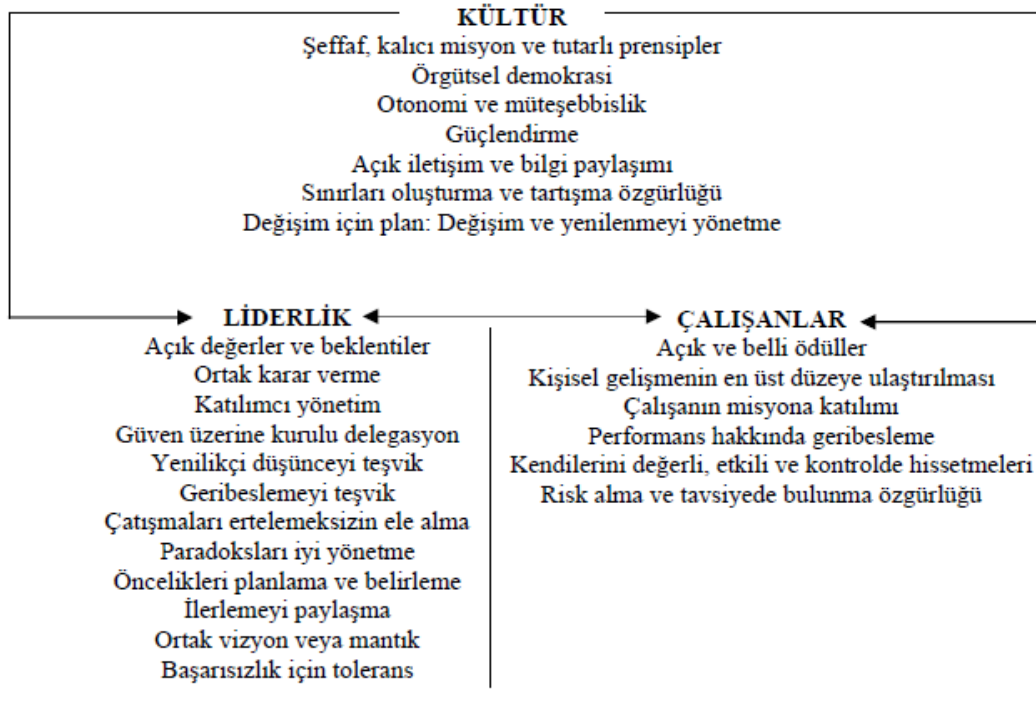 KÜLTÜR
Şeffaf, kalıcı misyon ve tutarlı prensipler
Örgütsel demokrasi
Otonomi ve müteşebbislik
Güçlendirme
Açık iletişim ve bilgi paylaşımı
Sınırları oluşturma ve tartışma özgürlüğü
Değişim için plan: Değişim ve yenilenmeyi yönetme
LİDERLİK
Açık değerler ve beklentiler
Ortak karar verme
Katılımcı yönetim
Güven üzerine kurulu delegasyon
Yenilikçi düşünceyi teşvik
Geribeslemeyi teşvik
Çatışmaları ertelemeksizin ele alma
Paradoksları iyi yönetme
Öncelikleri planlama ve belirleme
İlerlemeyi paylaşma
Ortak vizyon veya mantık
Başarısızlık için tolerans
ÇALIŞANLAR
Açık ve belli ödüller
Kişisel gelişmenin en üst düzeye ulaştırılması
Çalışanın misyona katılımı
Performans hakkında geribesleme
Kendilerini değerli, etkili ve kontrolde hissetmeleri
Risk alma ve tavsiyede bulunma özgürlüğü